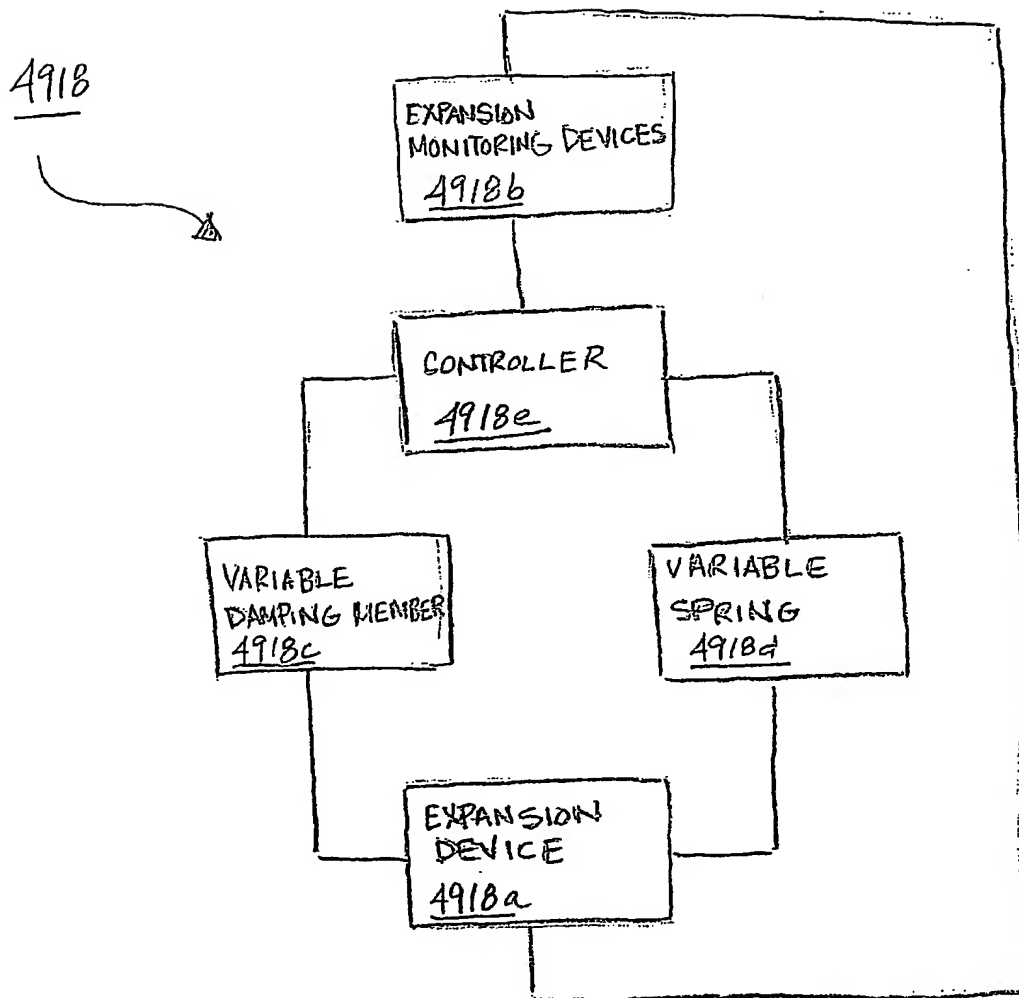 4918
EXPANSION
MONITORING DEVICES
4918b
CONTROLLER
4918e
VARIABLE
DAMPING MEMBER
4918c
VARIABLE
SPRING
4918d
EXPANSION
DEVICE
4918a